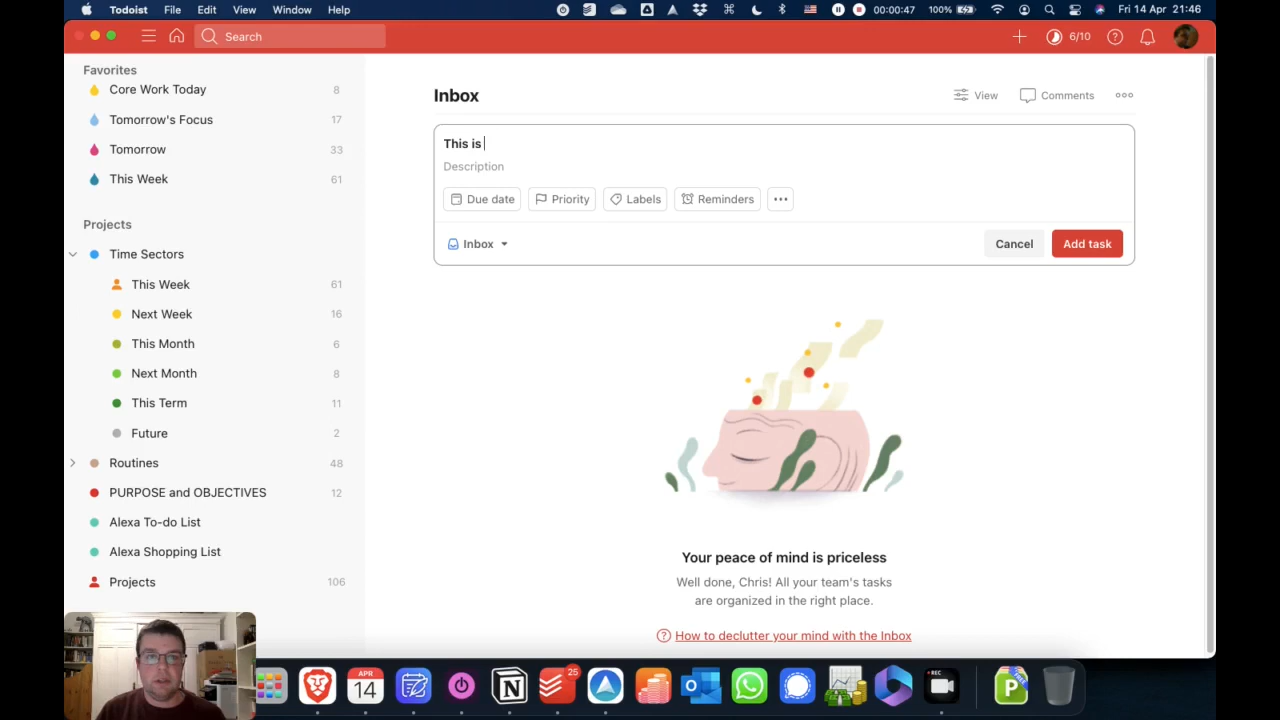 Todoist File Edit View Window Help 00:00:47 100% Fri 14 Apr 21:46
Search 6/10
Favorites
Core Work Today 8
Tomorrow's Focus 17
Tomorrow 33
This Week 61
Projects
Time Sectors
This Week 61
Next Week 16
This Month 6
Next Month 8
This Term 11
Future 2
Routines 48
PURPOSE and OBJECTIVES 12
Alexa To-do List
Alexa Shopping List
Projects 106
Inbox
View Comments
This is
Description
Due date Priority Labels Reminders
Inbox Cancel Add task
Your peace of mind is priceless
Well done, Chris! All your team's tasks
are organized in the right place.
How to declutter your mind with the Inbox
APR
14
N
25
REC
P